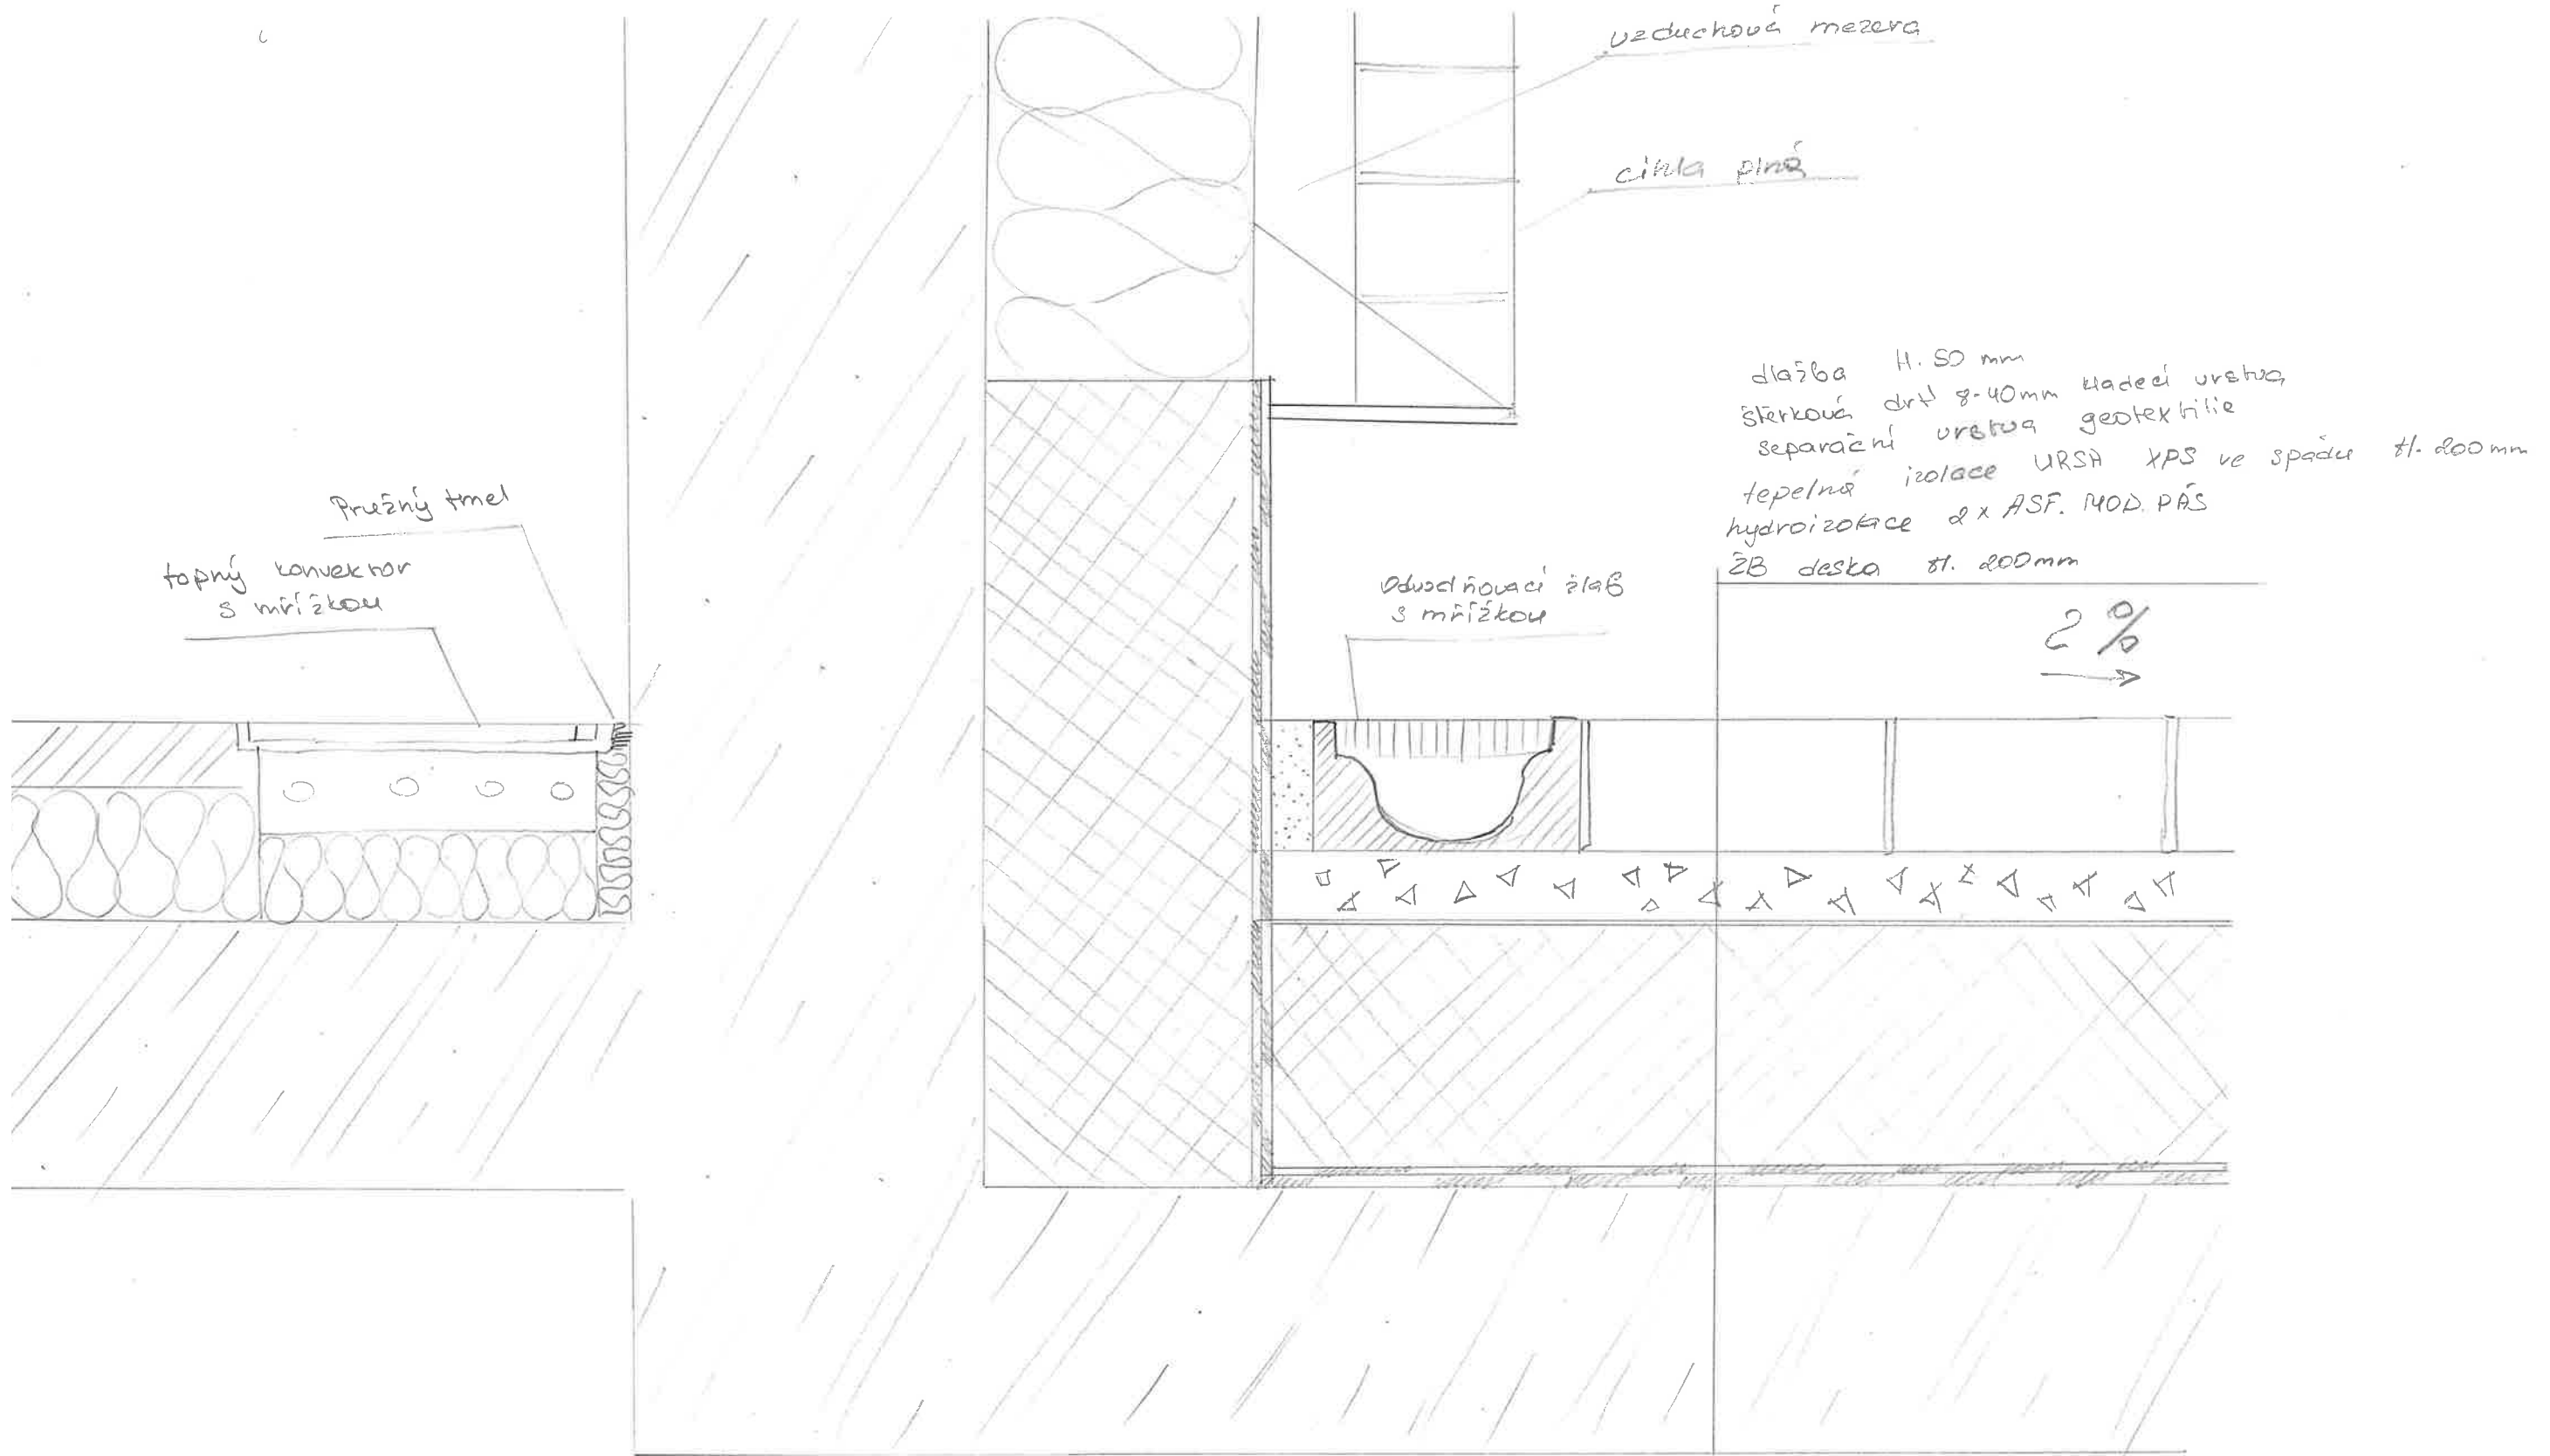 vzduchová mezera
cihla plná
dlažba tl. 50 mm
štěrková drť 8-40mm kladecí vrstva
separační vrstva geotextilie
tepelná izolace URSA XPS ve spádu tl. 200mm
hydroizolace 2x ASF. MOD. PÁS
ŽB deska tl. 200mm
Pružný tmel
topný konvektor
s mřížkou
Odvodňovací žlab
s mřížkou
2 %